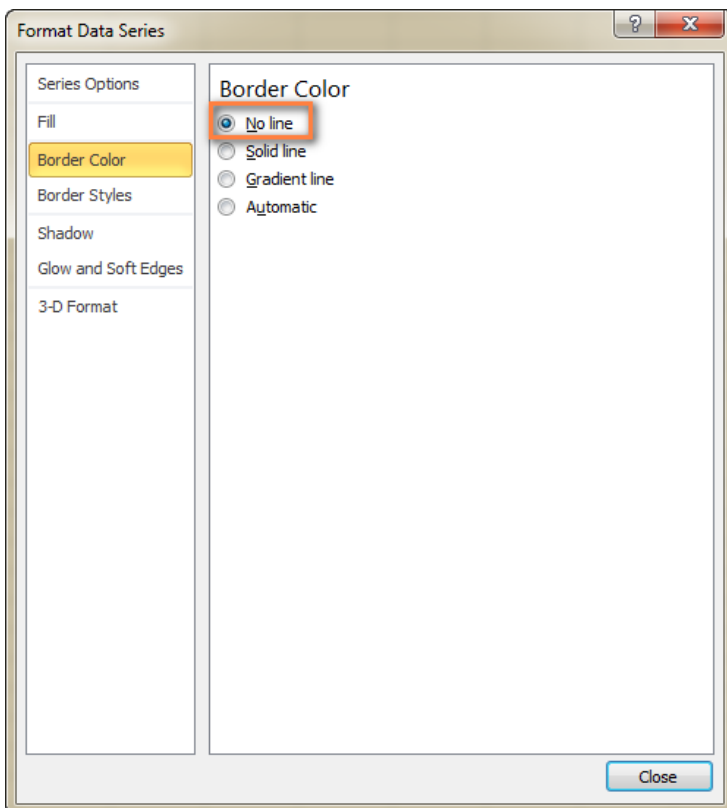 Format Data Series
?
X
Series Options
Fill
Border Color
Border Styles
Shadow
Glow and Soft Edges
3-D Format
Border Color
No line
Solid line
Gradient line
Automatic
Close